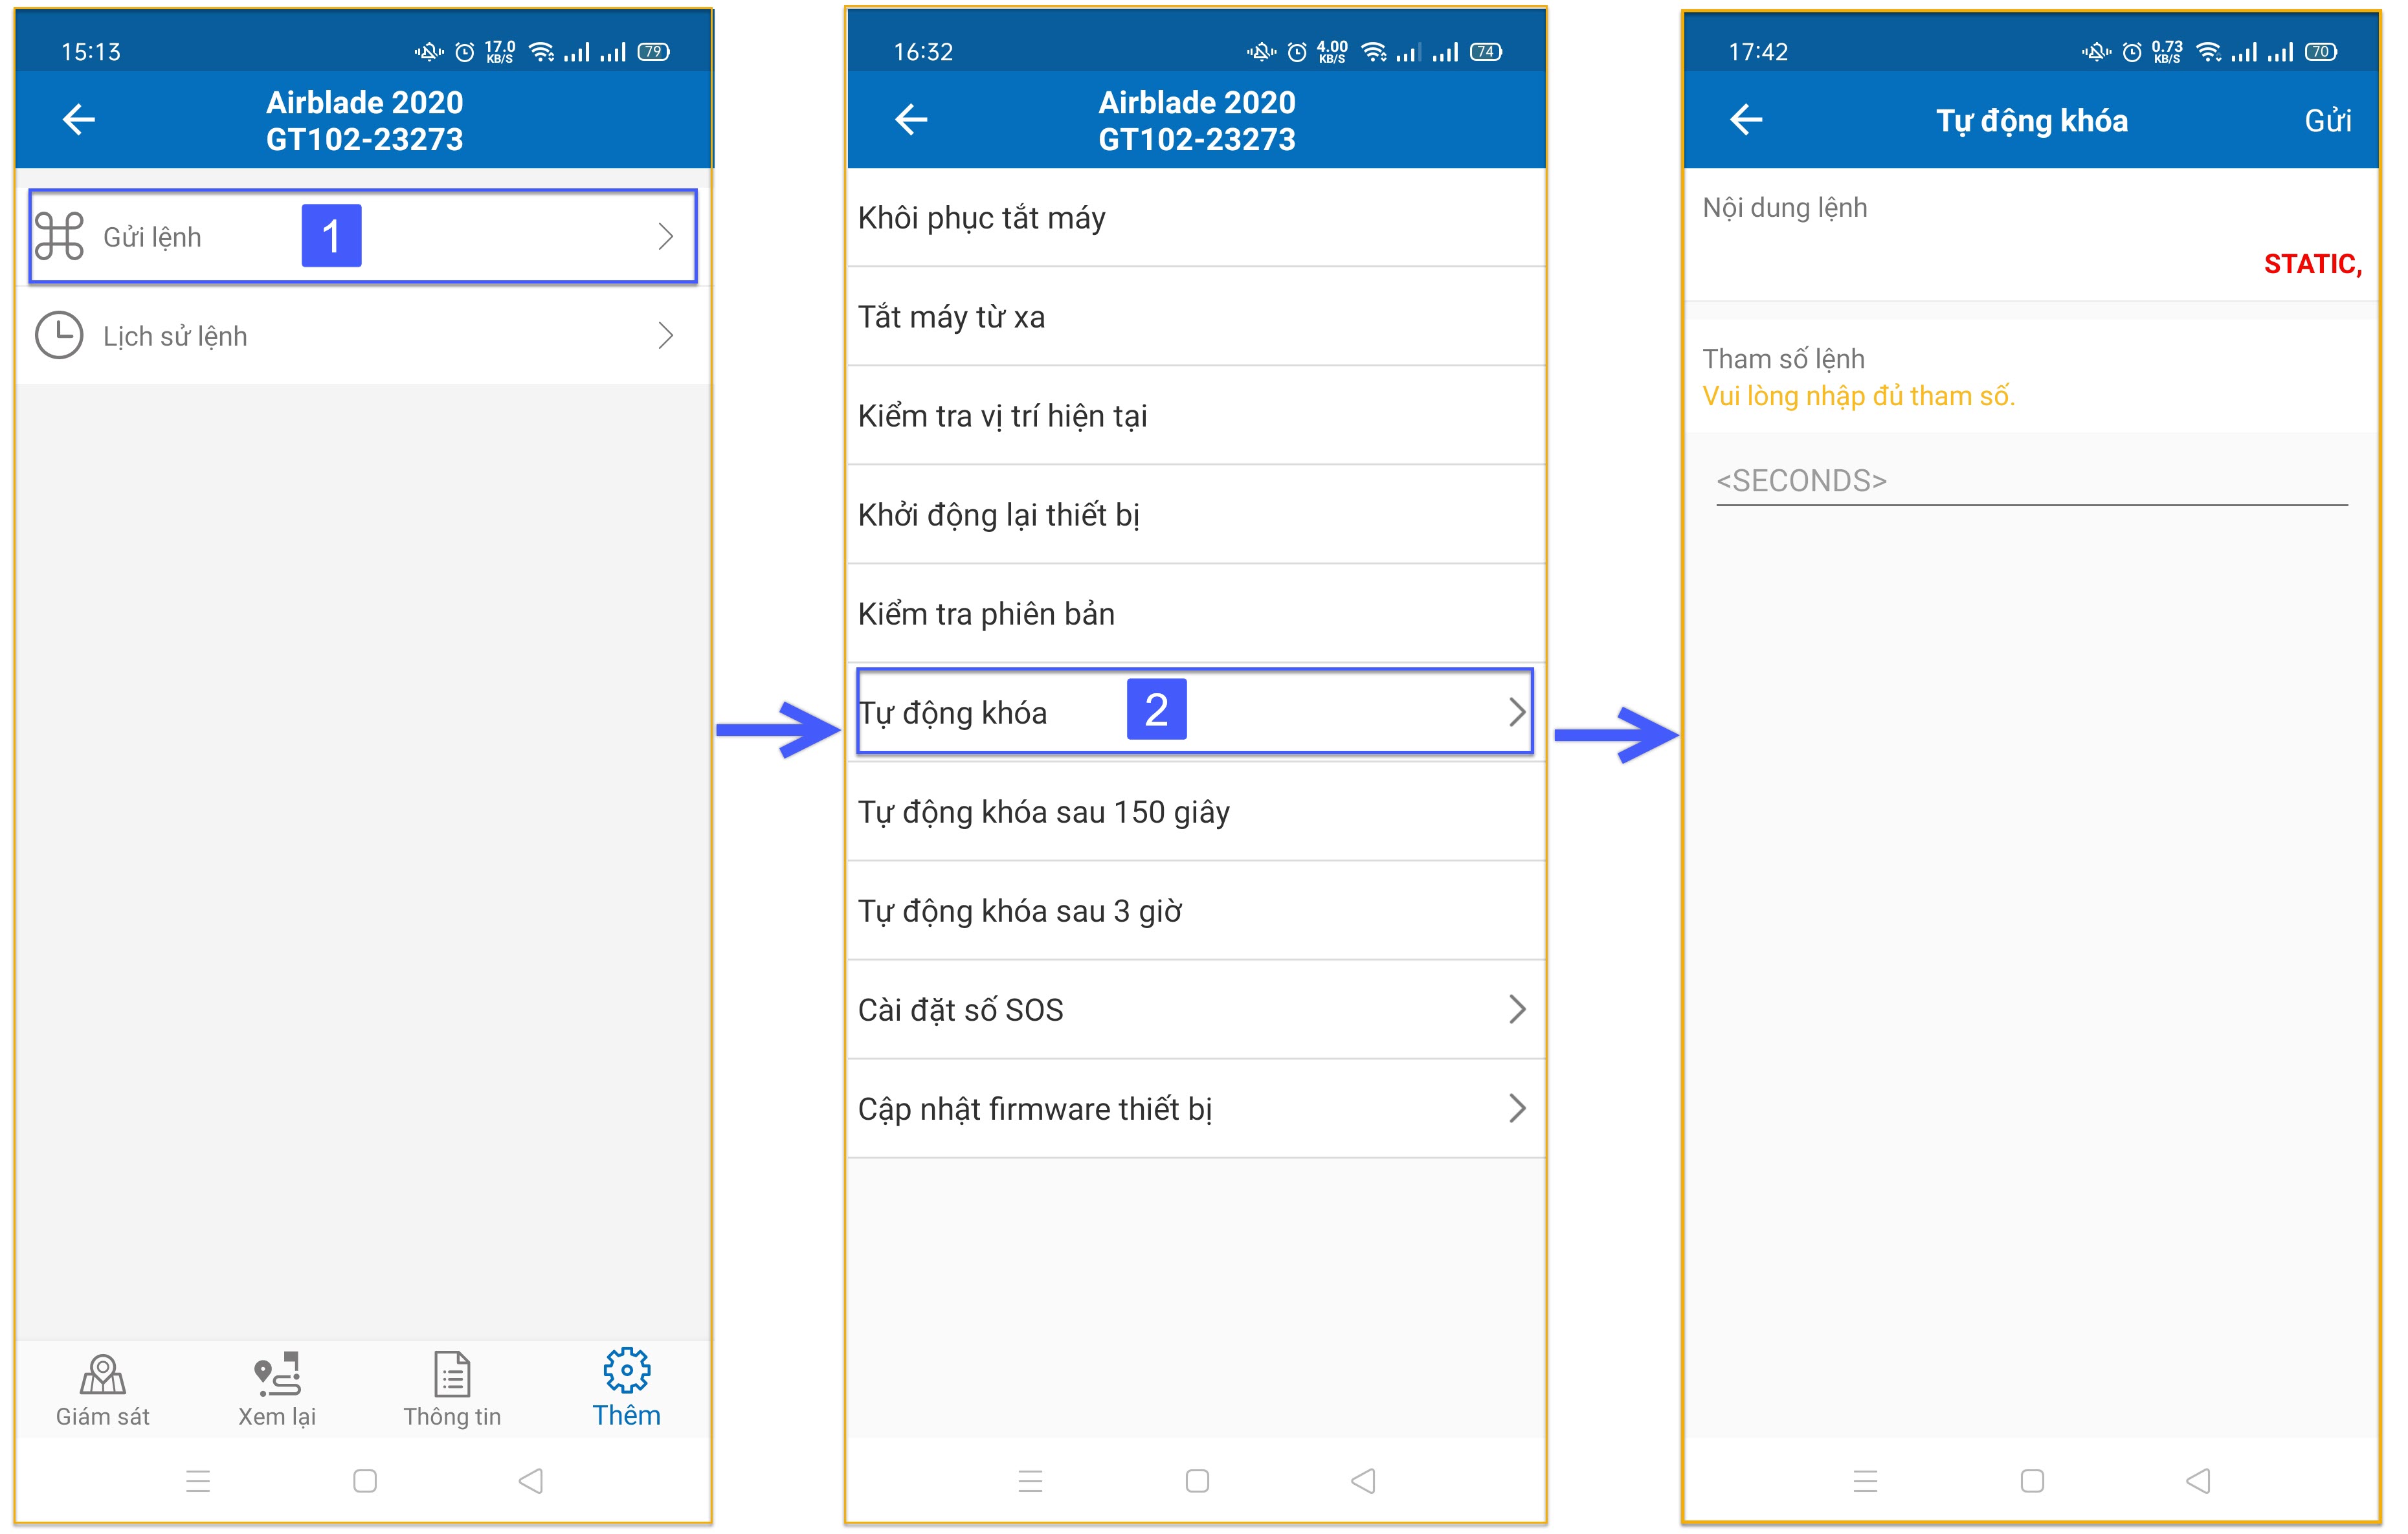 15:13
17.0
KB/S
79
Airblade 2020
GT102-23273
Gửi lệnh
1
Lịch sử lệnh
Giám sát
Xem lại
Thông tin
Thêm
16:32
4.00
KB/S
74
Airblade 2020
GT102-23273
Khôi phục tắt máy
Tắt máy từ xa
Kiểm tra vị trí hiện tại
Khởi động lại thiết bị
Kiểm tra phiên bản
Tự động khóa
2
Tự động khóa sau 150 giây
Tự động khóa sau 3 giờ
Cài đặt số SOS
Cập nhật firmware thiết bị
17:42
0.73
KB/S
70
Tự động khóa
Gửi
Nội dung lệnh
STATIC,
Tham số lệnh
Vui lòng nhập đủ tham số.
<SECONDS>